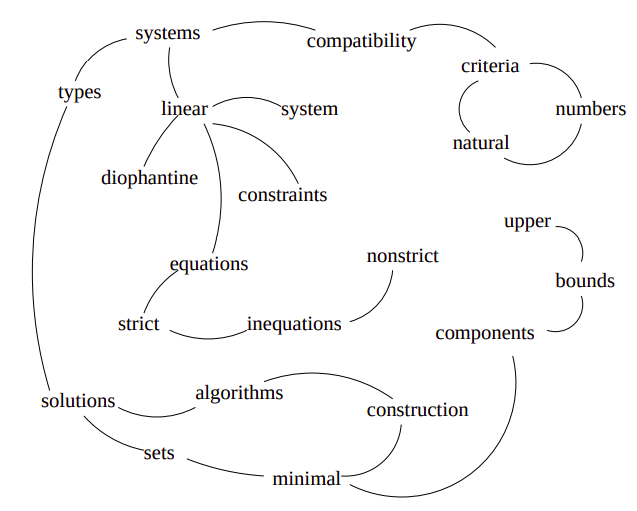 systems
compatibility
criteria
types
linear
system
numbers
natural
diophantine
constraints
upper
equations
nonstrict
bounds
strict
inequations
components
solutions
algorithms
construction
sets
minimal